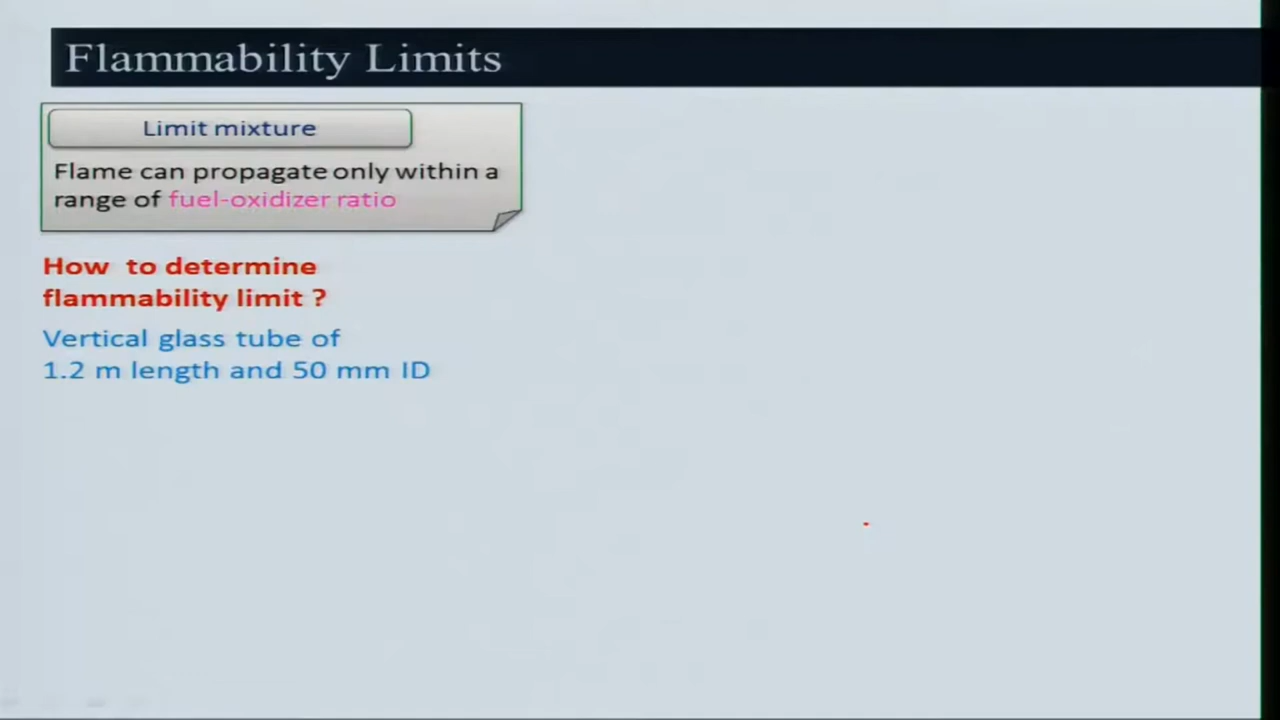 Flammability Limits
Limit mixture
Flame can propagate only within a
range of fuel-oxidizer ratio
How to determine
flammability limit ?
Vertical glass tube of
1.2 m length and 50 mm ID